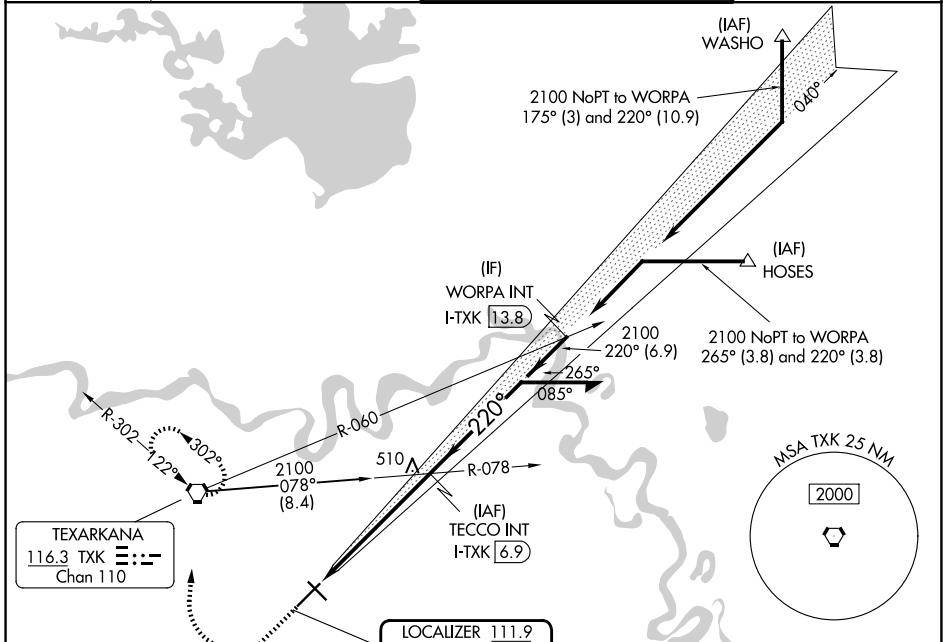 (IAF)
WASHO
2100 NoPT to WORPA
175° (3) and 220° (10.9)
040°
(IAF)
HOSES
(IF)
WORPA INT
I-TXK 13.8
2100
220° (6.9)
2100 NoPT to WORPA
265° (3.8) and 220° (3.8)
265°
085°
220°
R-060
R-302
122°
302°
510
2100
078°
(8.4)
R-078
(IAF)
TECCO INT
I-TXK 6.9
MSA TXK 25 NM
2000
TEXARKANA
116.3 TXK
Chan 110
LOCALIZER 111.9